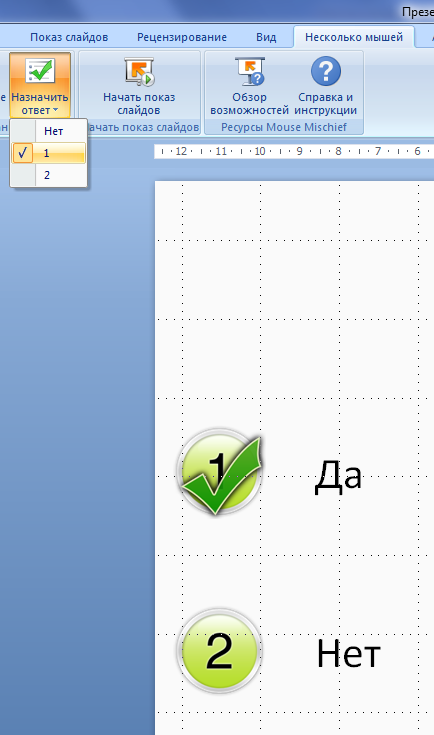 Презе
Показ слайдов Рецензирование Вид Несколько мышей
Назначить ответ
Начать показ слайдов
Обзор возможностей
Справка и инструкции
Начать показ слайдов Ресурсы Mouse Mischief
Нет
1
2
12 11 10 9 8 7 6
1 Да
2 Нет